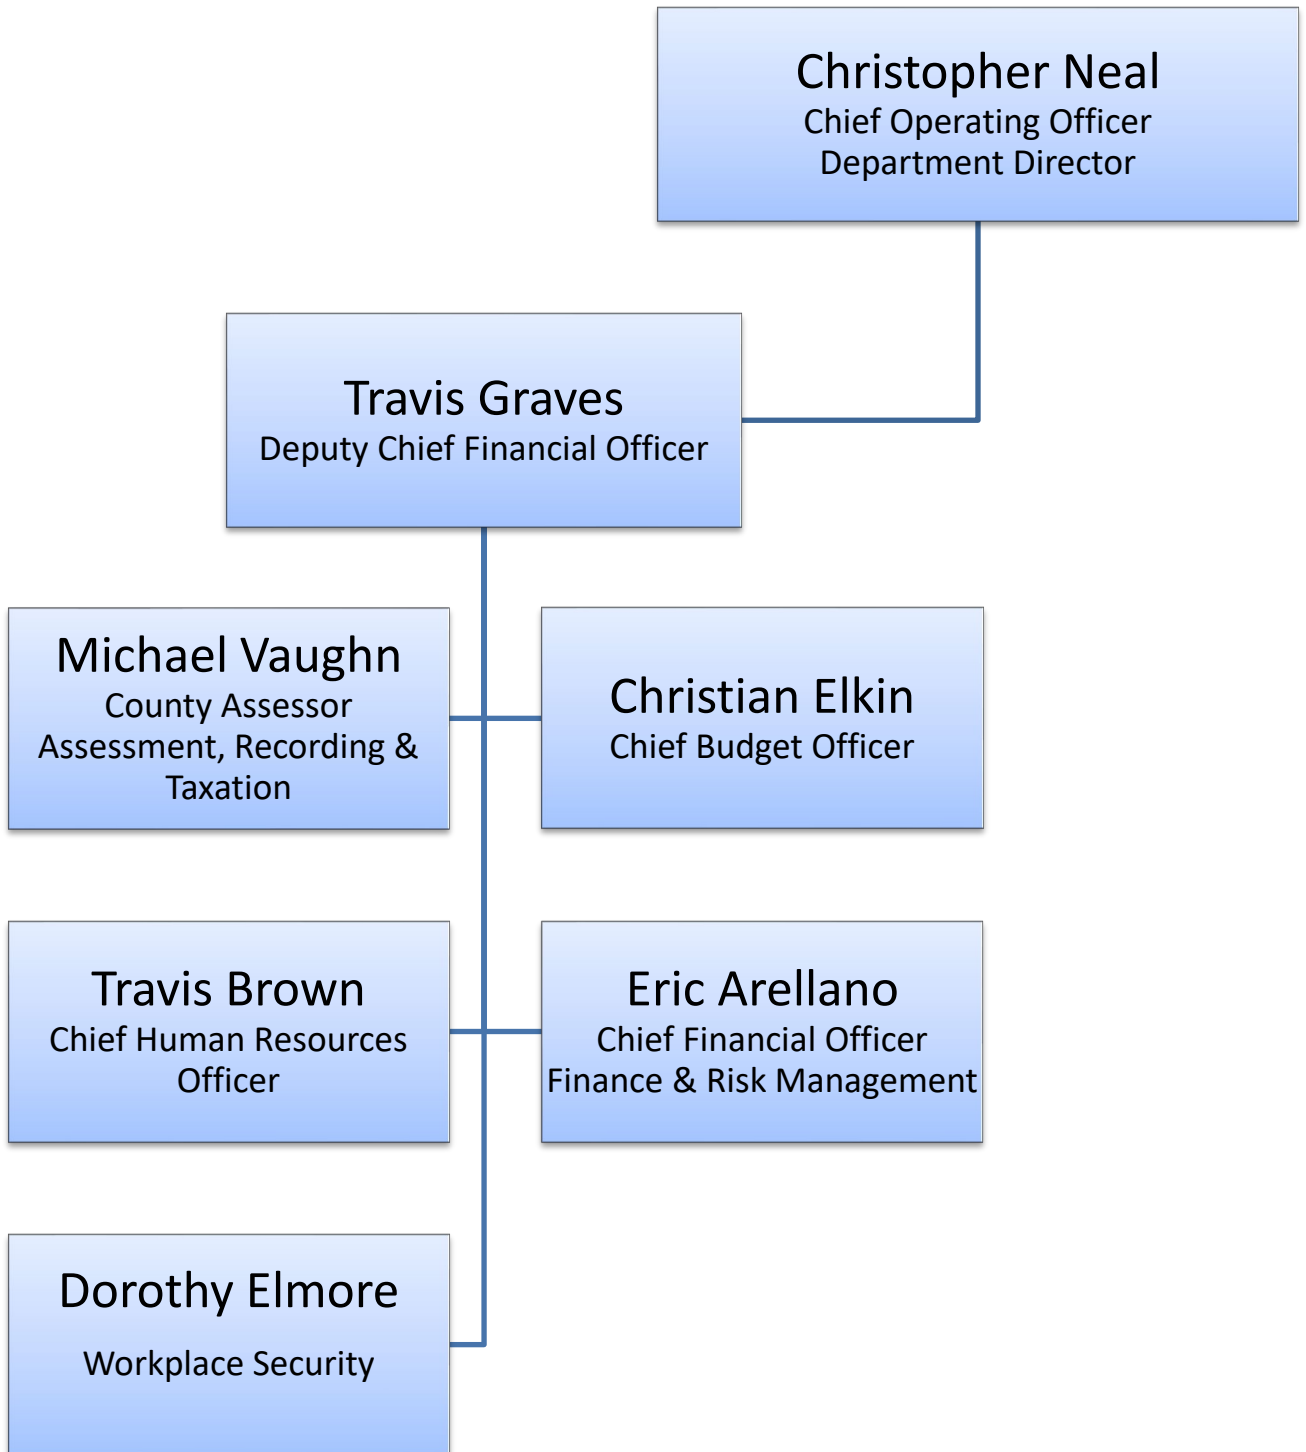 Christopher Neal
Chief Operating Officer
Department Director
Travis Graves
Deputy Chief Financial Officer
Michael Vaughn
County Assessor
Assessment, Recording &
Taxation
Christian Elkin
Chief Budget Officer
Travis Brown
Chief Human Resources
Officer
Eric Arellano
Chief Financial Officer
Finance & Risk Management
Dorothy Elmore
Workplace Security